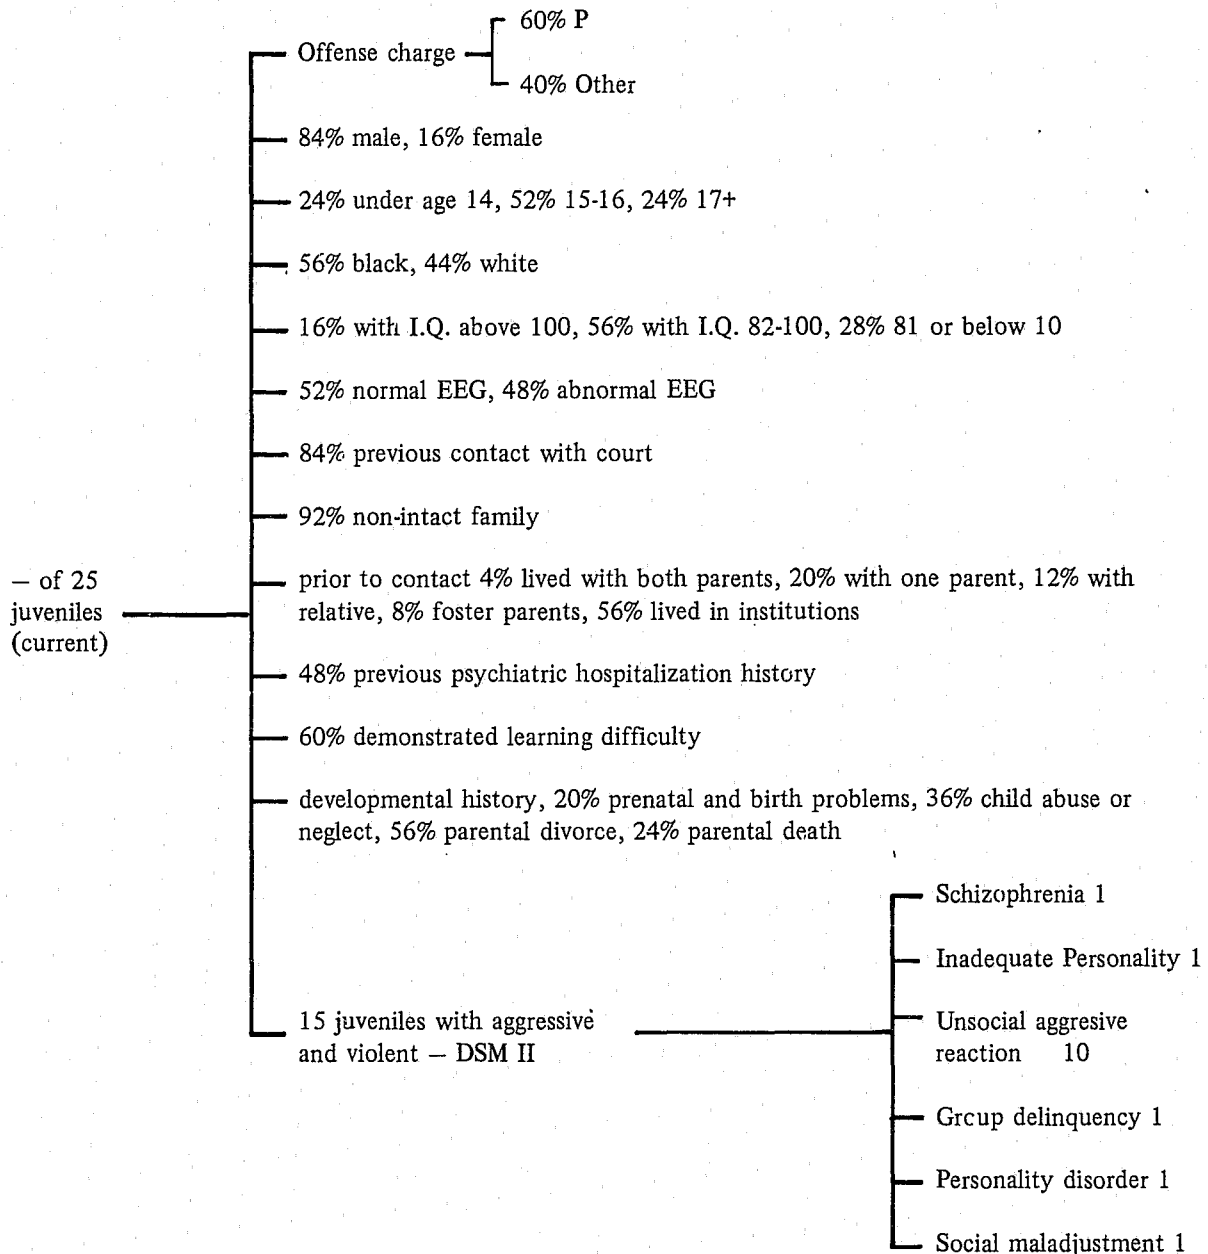 60% P
Offense charge
40% Other
84% male, 16% female
24% under age 14, 52% 15-16, 24% 17+
56% black, 44% white
16% with I.Q. above 100, 56% with I.Q. 82-100, 28% 81 or below 10
52% normal EEG, 48% abnormal EEG
84% previous contact with court
92% non-intact family
— of 25
juveniles
(current)
prior to contact 4% lived with both parents, 20% with one parent, 12% with
relative, 8% foster parents, 56% lived in institutions
48% previous psychiatric hospitalization history
60% demonstrated learning difficulty
developmental history, 20% prenatal and birth problems, 36% child abuse or
neglect, 56% parental divorce, 24% parental death
15 juveniles with aggressive
and violent — DSM II
Schizophrenia 1
Inadequate Personality 1
Unsocial aggresive
reaction 10
Group delinquency 1
Personality disorder 1
Social maladjustment 1